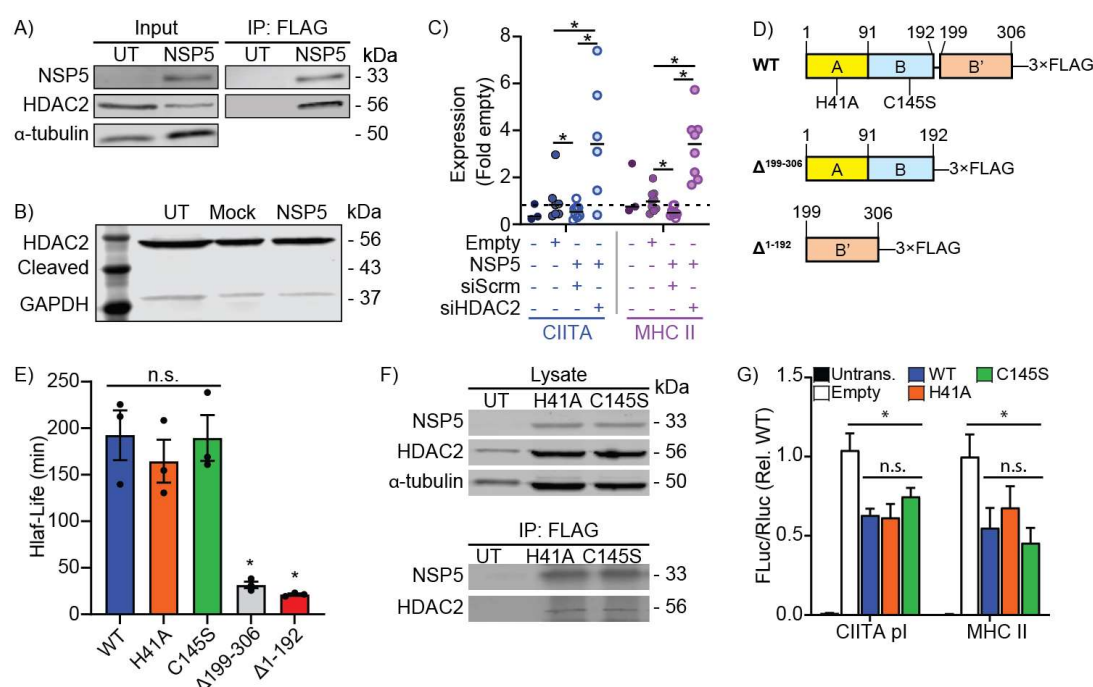 A)
Input IP: FLAG
UT NSP5 UT NSP5 kDa
NSP5 - 33
HDAC2 - 56
α-tubulin - 50
B)
UT Mock NSP5 kDa
HDAC2 - 56
Cleaved - 43
GAPDH - 37
C)
8
6
4
2
0
Expression
(Fold empty)
* * * * * *
Empty - + - - - + - -
NSP5 - - + + - - + +
siScrm - - + - - - + -
siHDAC2 - - - + - - - +
CIITA MHC II
D)
1 91 192 199 306
WT A B B' 3×FLAG
H41A C145S
1 91 192
Δ199-306 A B 3×FLAG
199 306
Δ1-192 B' 3×FLAG
E)
n.s.
250
200
150
100
50
0
Hlaf-Life (min)
* *
WT H41A C145S Δ199-306 Δ1-192
F)
Lysate
UT H41A C145S kDa
NSP5 - 33
HDAC2 - 56
α-tubulin - 50
IP: FLAG
UT H41A C145S
NSP5 - 33
HDAC2 - 56
G)
Untrans. WT C145S
Empty H41A
1.5
1.0
0.5
0.0
FLuc/Rluc (Rel. WT)
* *
n.s. n.s.
CIITA pI MHC II